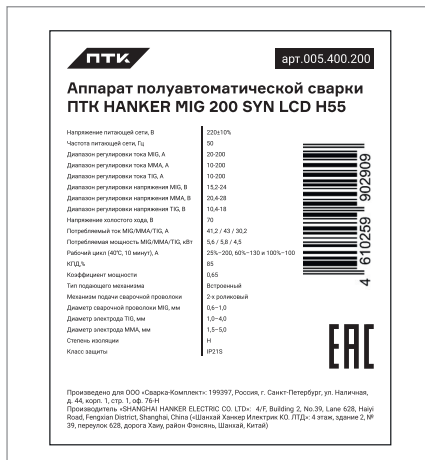 ПТК
арт.005.400.200
Аппарат полуавтоматической сварки
ПТК HANKER MIG 200 SYN LCD H55
Напряжение питающей сети, В 220±10%
Частота питающей сети, Гц 50
Диапазон регулировки тока MIG, А 20-200
Диапазон регулировки тока MMA, А 10-200
Диапазон регулировки тока TIG, А 10-200
Диапазон регулировки напряжения MIG, В 15,2-24
Диапазон регулировки напряжения MMA, В 20,4-28
Диапазон регулировки напряжения TIG, В 10,4-18
Напряжение холостого хода, В 70
Потребляемый ток MIG/MMA/TIG, А 41,2 / 43 / 30,2
Потребляемая мощность MIG/MMA/TIG, кВт 5,6 / 5,8 / 4,5
Рабочий цикл (40°C, 10 минут), А 25%–200, 60%–130 и 100%–100
КПД,% 85
Коэффициент мощности 0,65
Тип подающего механизма Встроенный
Механизм подачи сварочной проволоки 2-х роликовый
Диаметр сварочной проволоки MIG, мм 0,6–1,0
Диаметр электрода TIG, мм 1,0–4,0
Диаметр электрода MMA, мм 1,5–5,0
Степень изоляции H
Класс защиты IP21S
4 610259 902909
EAC
Произведено для ООО «Сварка-Комплект»: 199397, Россия, г. Санкт-Петербург, ул. Наличная,
д. 44, корп. 1, стр. 1, оф. 76-Н
Производитель «SHANGHAI HANKER ELECTRIC CO. LTD»: 4/F, Building 2, No.39, Lane 628, Haiyi
Road, Fengxian District, Shanghai, China («Шанхай Ханкер Илектрик КО. ЛТД»: 4 этаж, здание 2, №
39, переулок 628, дорога Хаиу, район Фэнсянь, Шанхай, Китай)